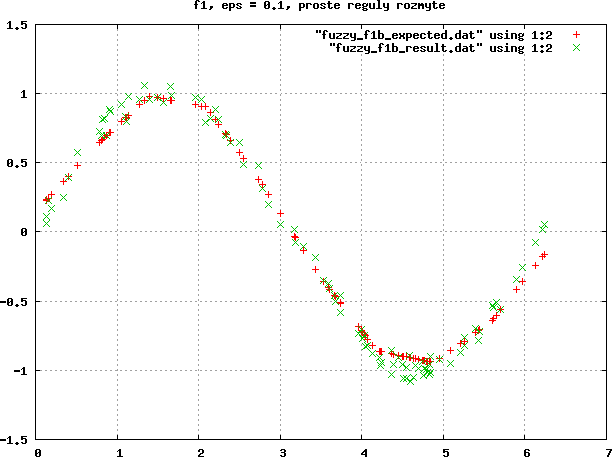 f1, eps = 0.1, proste reguly rozmyte
"fuzzy_f1b_expected.dat" using 1:2
"fuzzy_f1b_result.dat" using 1:2
1.5
1
0.5
0
-0.5
-1
-1.5
0 1 2 3 4 5 6 7